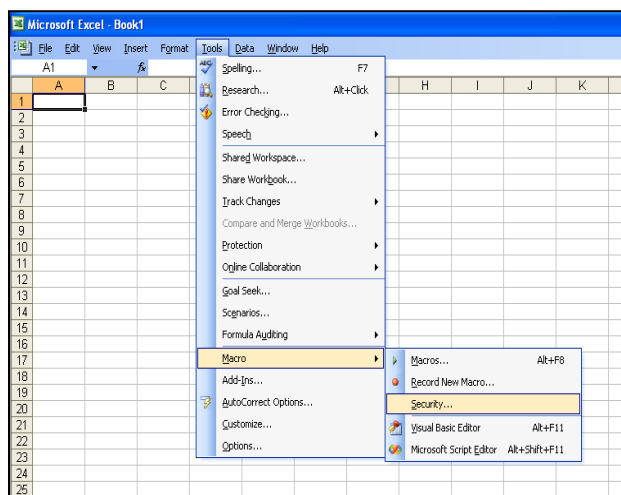 Microsoft Excel - Book1
File Edit View Insert Format Tools Data Window Help
A1 fx
A B C H I J K
1
2
3
4
5
6
7
8
9
10
11
12
13
14
15
16
17
18
19
20
21
22
23
24
25
ABC Spelling... F7
Research... Alt+Click
Error Checking...
Speech
Shared Workspace...
Share Workbook...
Track Changes
Compare and Merge Workbooks...
Protection
Online Collaboration
Goal Seek...
Scenarios...
Formula Auditing
Macro
Add-Ins...
AutoCorrect Options...
Customize...
Options...
Macros... Alt+F8
Record New Macro...
Security...
Visual Basic Editor Alt+F11
Microsoft Script Editor Alt+Shift+F11